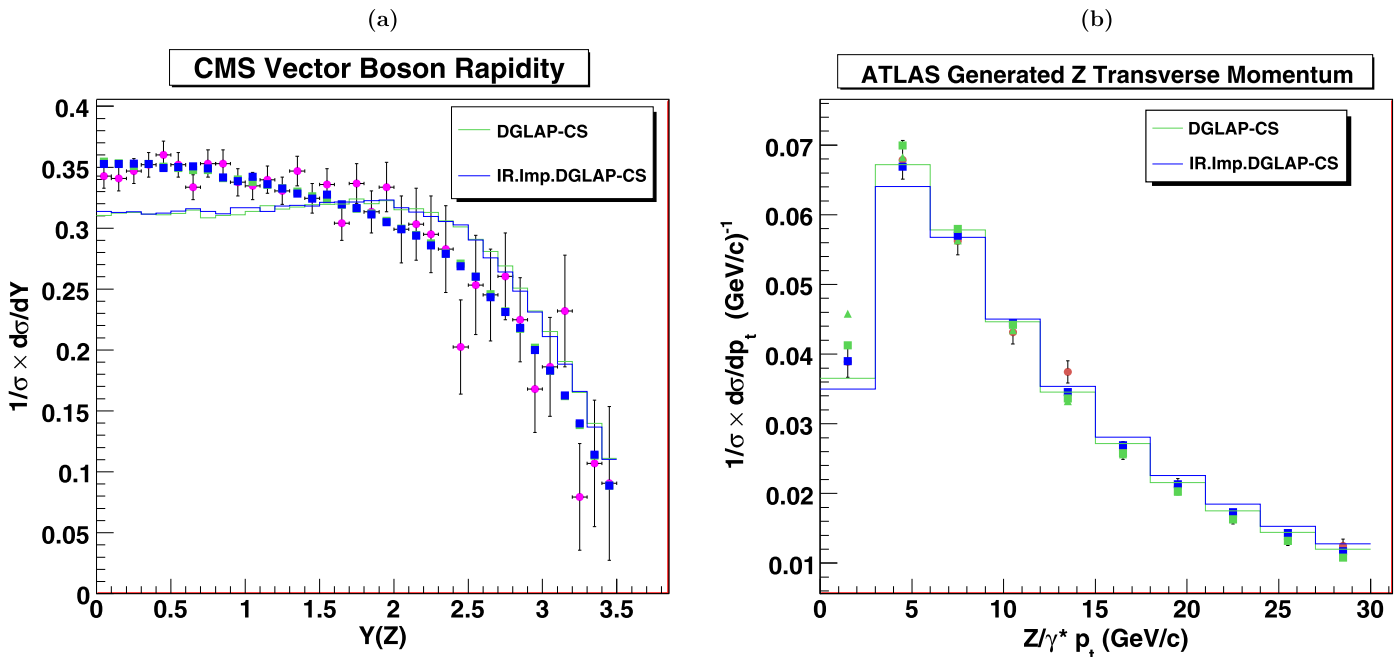 (a)
CMS Vector Boson Rapidity
DGLAP-CS
IR.Imp.DGLAP-CS
0.4
0.35
0.3
0.25
0.2
0.15
0.1
0.05
0
1/σ × dσ/dY
0 0.5 1 1.5 2 2.5 3 3.5
Y(Z)
(b)
ATLAS Generated Z Transverse Momentum
DGLAP-CS
IR.Imp.DGLAP-CS
0.07
0.06
0.05
0.04
0.03
0.02
0.01
1/σ × dσ/dpt (GeV/c)-1
0 5 10 15 20 25 30
Z/γ* pt (GeV/c)